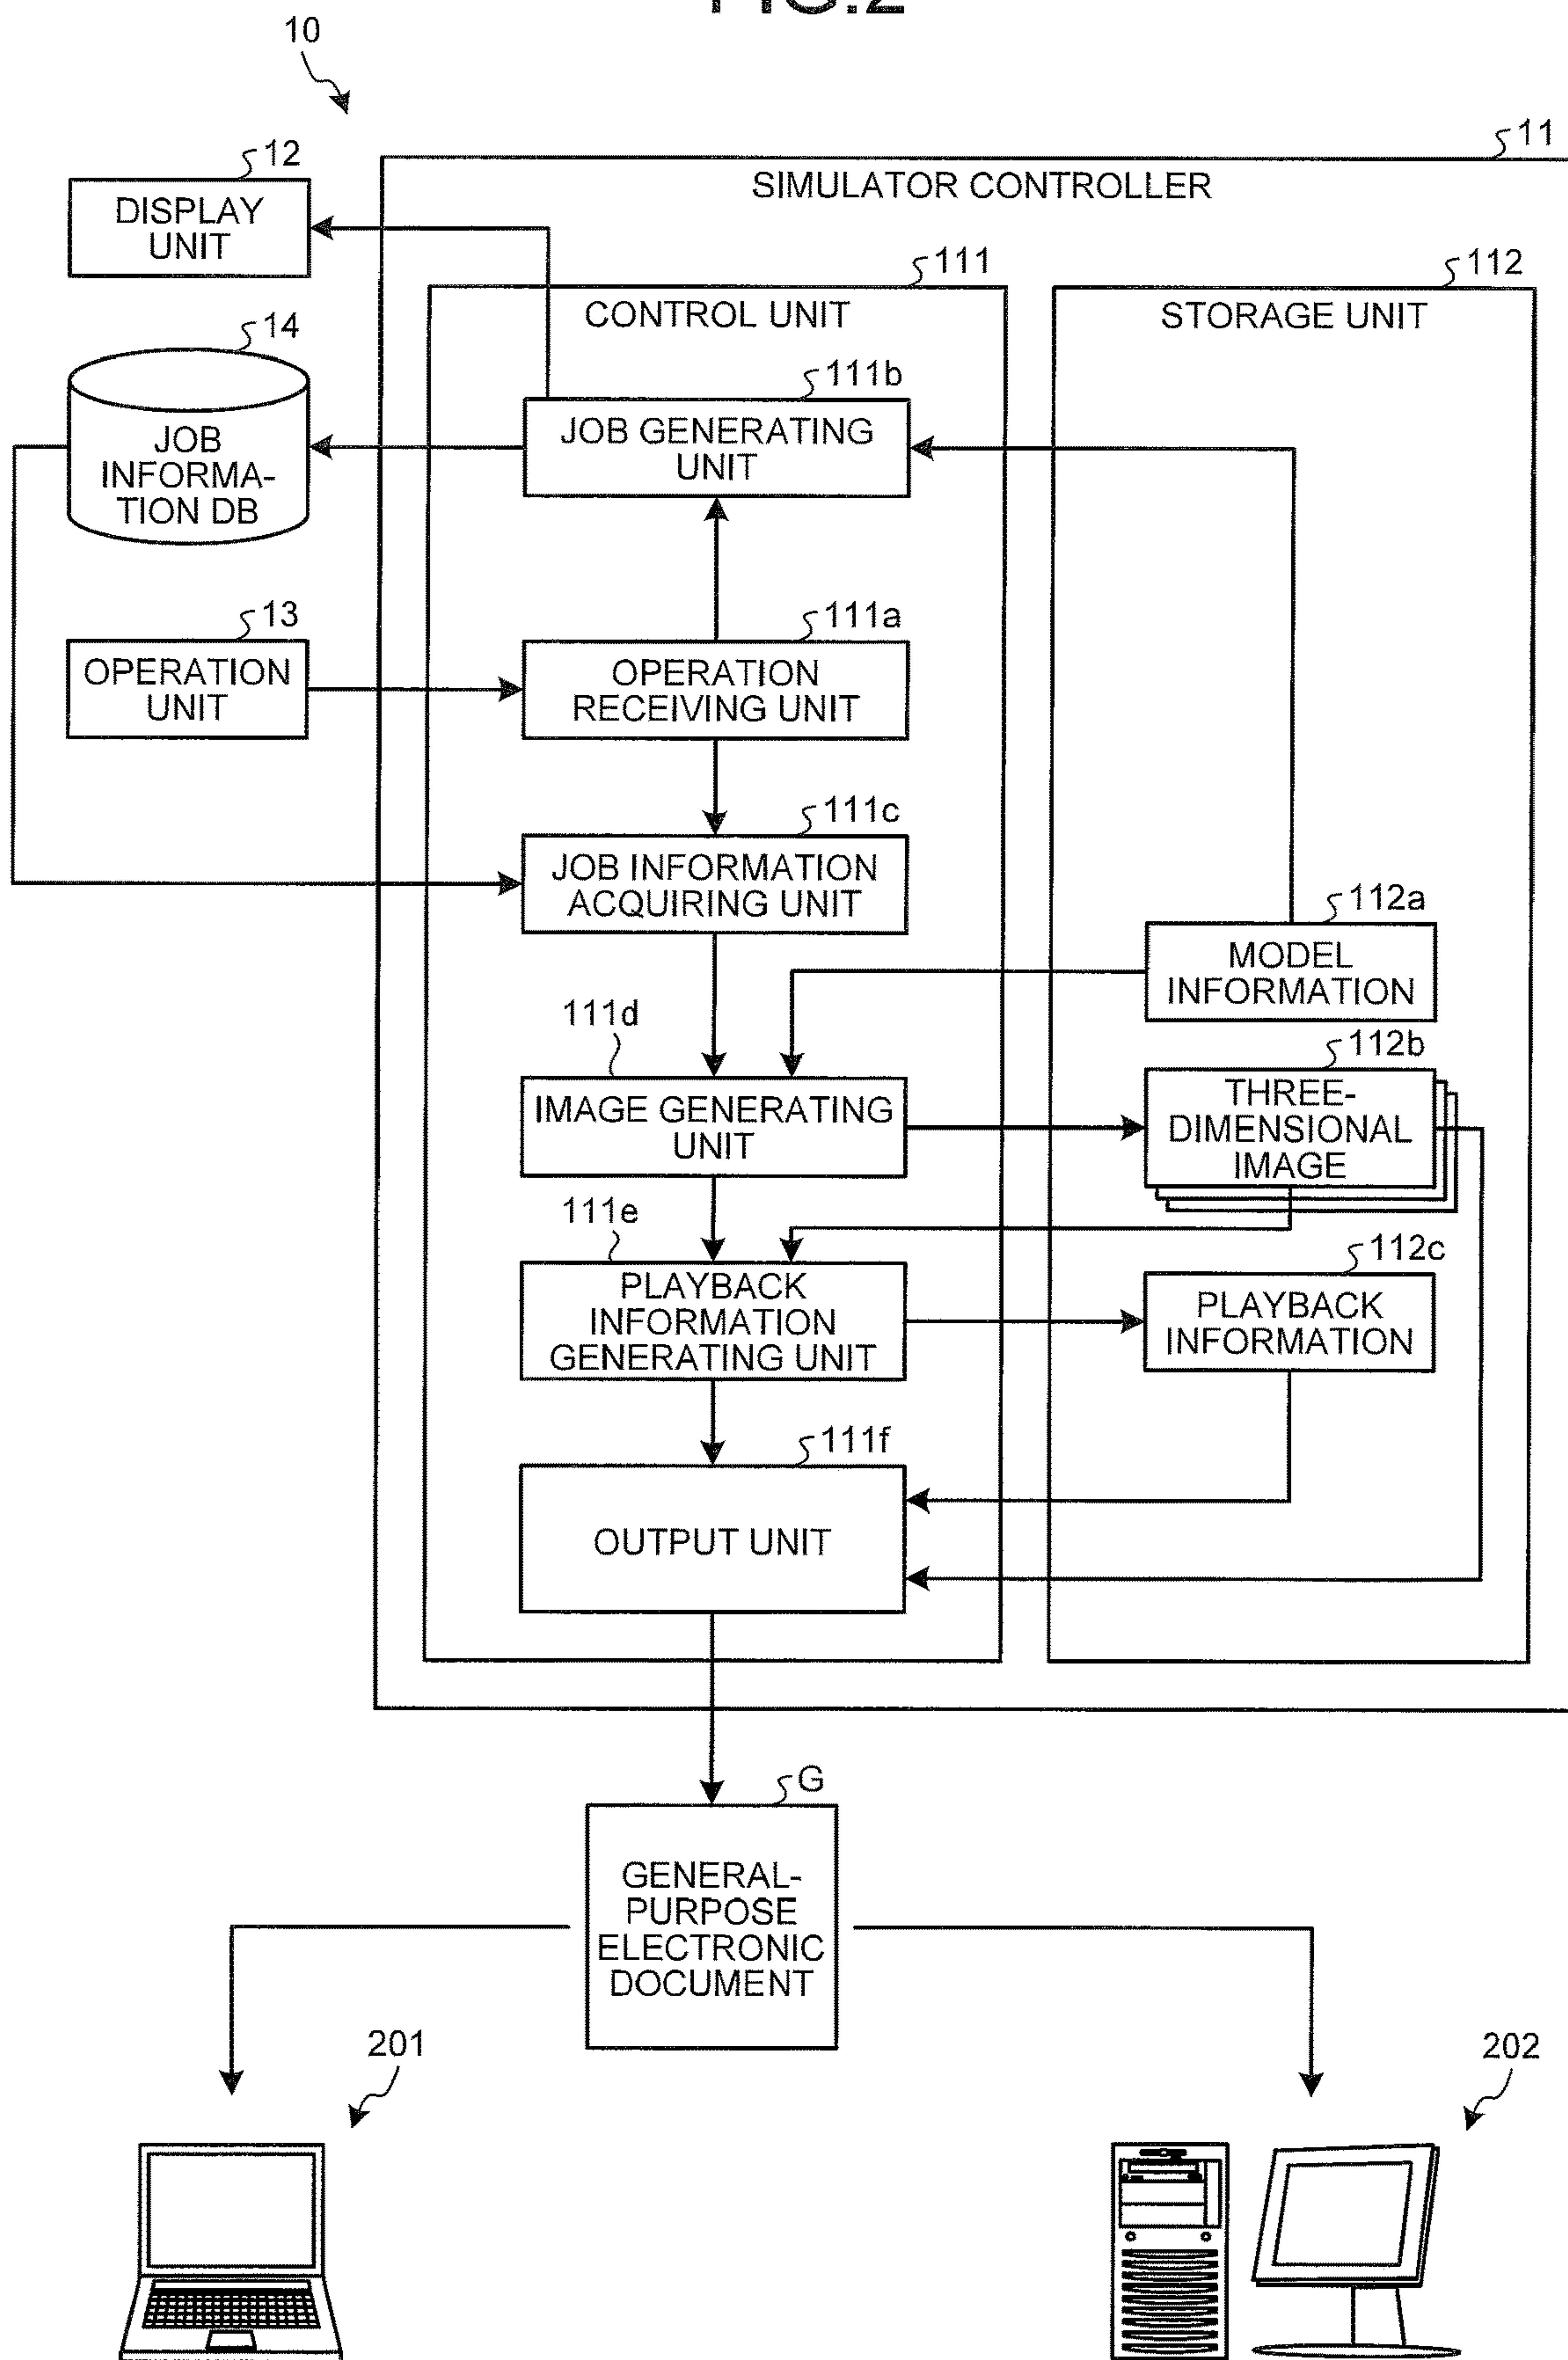 FIG.2
10
11
SIMULATOR CONTROLLER
12
DISPLAY
UNIT
111
CONTROL UNIT
112
STORAGE UNIT
14
JOB
INFORMA-
TION DB
111b
JOB GENERATING
UNIT
13
OPERATION
UNIT
111a
OPERATION
RECEIVING UNIT
111c
JOB INFORMATION
ACQUIRING UNIT
112a
MODEL
INFORMATION
111d
IMAGE GENERATING
UNIT
112b
THREE-
DIMENSIONAL
IMAGE
111e
PLAYBACK
INFORMATION
GENERATING UNIT
112c
PLAYBACK
INFORMATION
111f
OUTPUT UNIT
G
GENERAL-
PURPOSE
ELECTRONIC
DOCUMENT
201
202